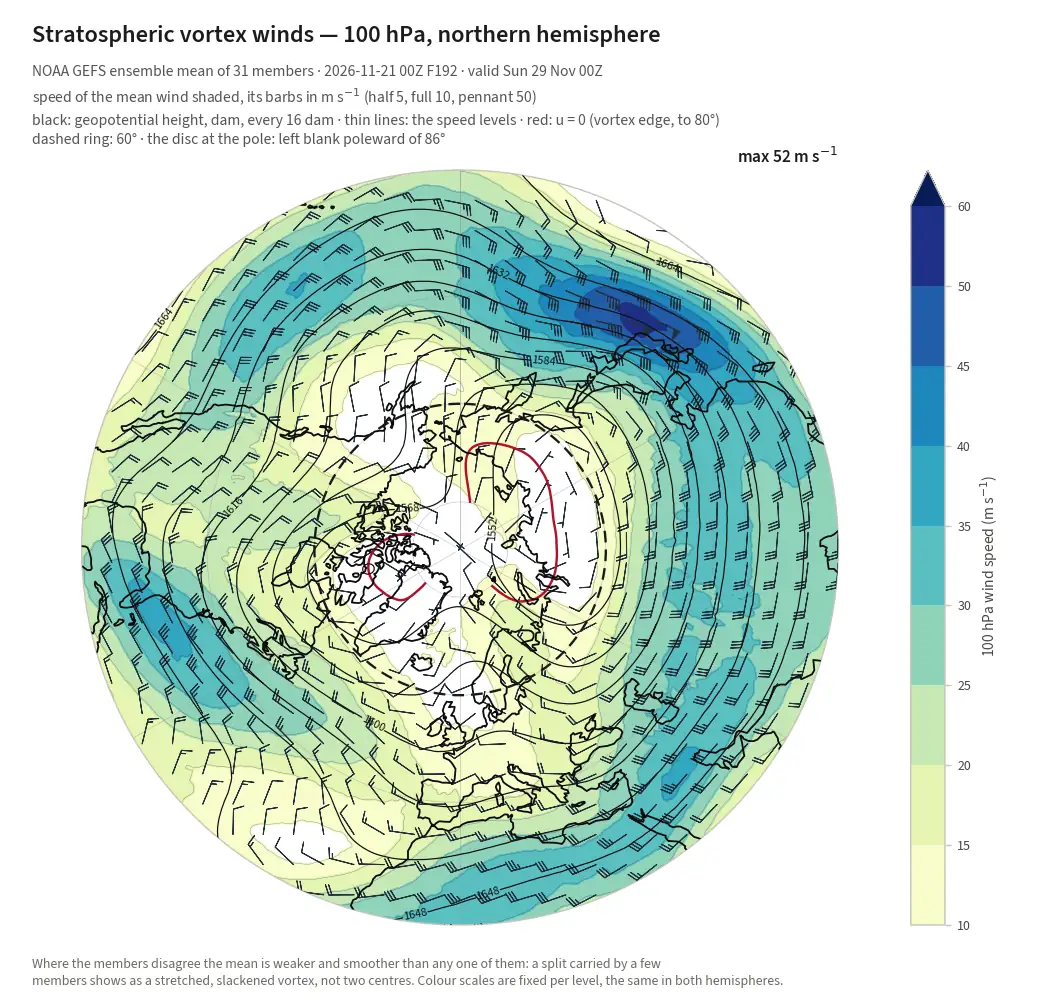 Stratospheric vortex winds — 100 hPa, northern hemisphere
NOAA GEFS ensemble mean of 31 members · 2026-11-21 00Z F192 · valid Sun 29 Nov 00Z
speed of the mean wind shaded, its barbs in m s⁻¹ (half 5, full 10, pennant 50)
black: geopotential height, dam, every 16 dam · thin lines: the speed levels · red: u = 0 (vortex edge, to 80°)
dashed ring: 60° · the disc at the pole: left blank poleward of 86°
max 52 m s⁻¹
1664
1632
1664
1584
1616
1568
1552
1600
1648
1648
60
50
45
40
35
30
25
20
15
10
100 hPa wind speed (m s⁻¹)
Where the members disagree the mean is weaker and smoother than any one of them: a split carried by a few
members shows as a stretched, slackened vortex, not two centres. Colour scales are fixed per level, the same in both hemispheres.